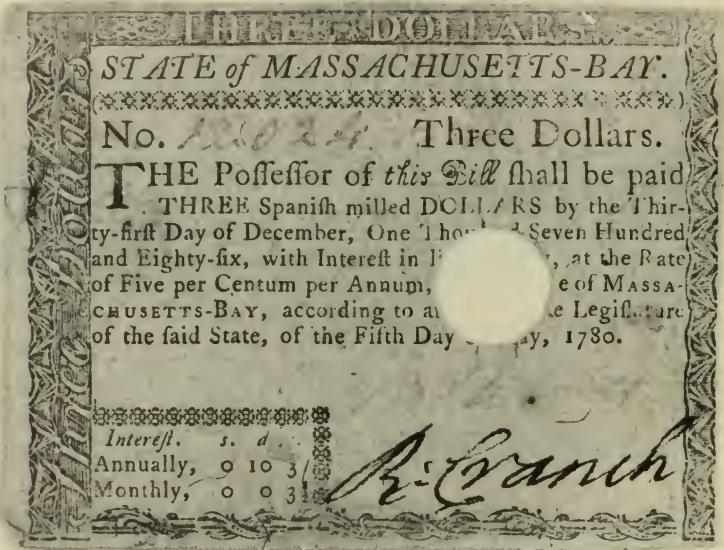 THREE DOLLARS
STATE of MASSACHUSETTS-BAY.
No. Three Dollars.
THE Poſſeſſor of this Bill ſhall be paid
THREE Spaniſh milled DOLLARS by the Thir-
ty-firſt Day of December, One Seven Hundred
and Eighty-ſix, with Intereſt in at the Rate
of Five per Centum per Annum, of MASSA-
CHUSETTS-BAY, according to Legiſlature
of the ſaid State, of the Fifth Day 1780.
Three Dollars
Intereſt. s. d
Annually, 0 10 3
Monthly, 0 0 3
R: Cranch